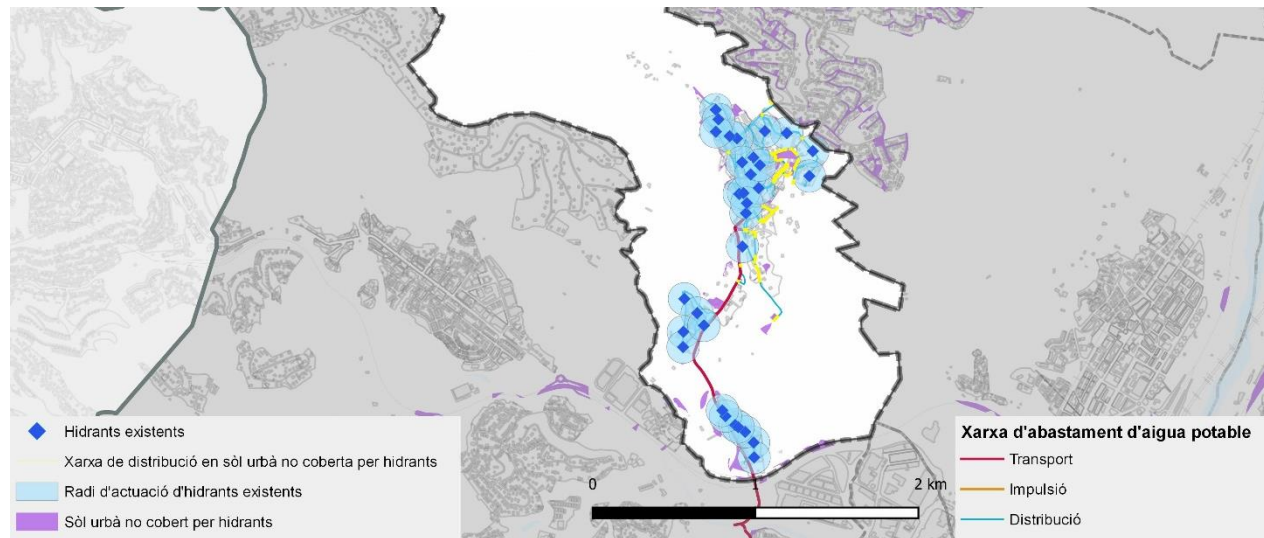 Hidrants existents
Xarxa de distribució en sòl urbà no coberta per hidrants
Radi d'actuació d'hidrants existents
Sòl urbà no cobert per hidrants
0 1 2 km
Xarxa d'abastament d'aigua potable
Transport
Impulsió
Distribució